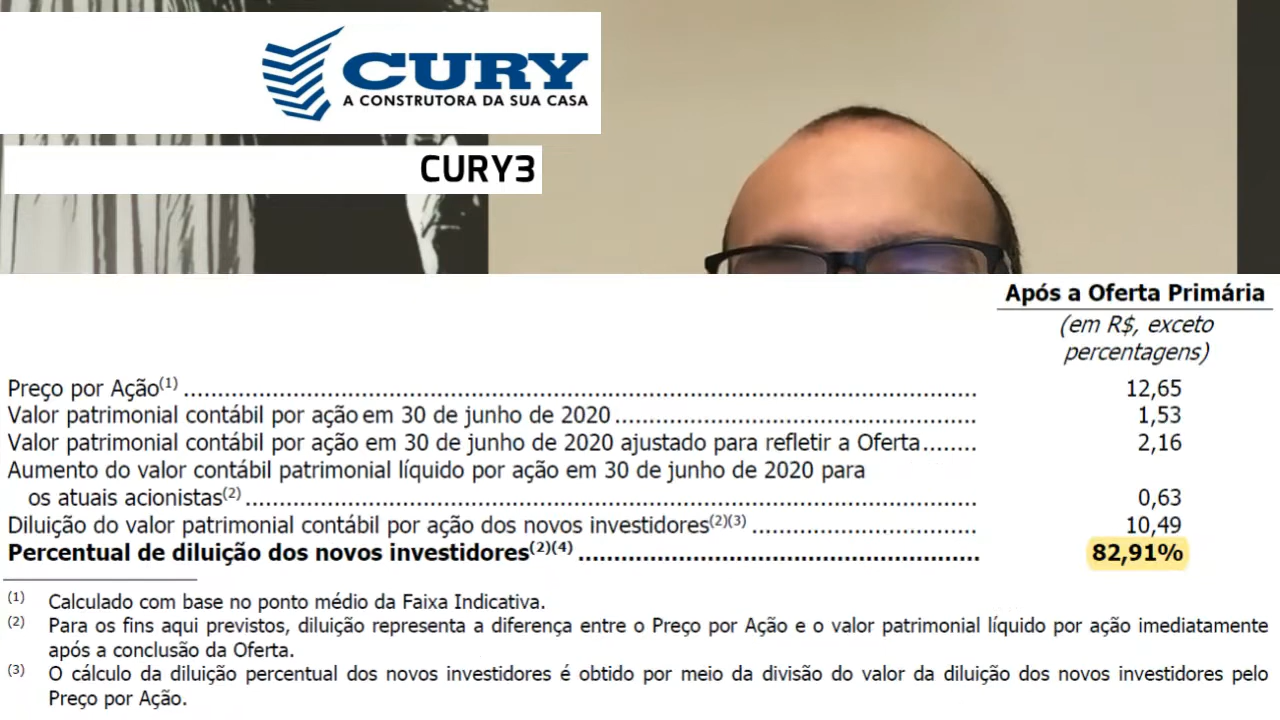 CURY
A CONSTRUTORA DA SUA CASA
CURY3
Após a Oferta Primária
(em R$, exceto
percentagens)
Preço por Ação(1) ........ 12,65
Valor patrimonial contábil por ação em 30 de junho de 2020 ........ 1,53
Valor patrimonial contábil por ação em 30 de junho de 2020 ajustado para refletir a Oferta........ 2,16
Aumento do valor contábil patrimonial líquido por ação em 30 de junho de 2020 para
os atuais acionistas(2) ........ 0,63
Diluição do valor patrimonial contábil por ação dos novos investidores(2)(3) ........ 10,49
Percentual de diluição dos novos investidores(2)(4) ........ 82,91%
(1) Calculado com base no ponto médio da Faixa Indicativa.
(2) Para os fins aqui previstos, diluição representa a diferença entre o Preço por Ação e o valor patrimonial líquido por ação imediatamente
após a conclusão da Oferta.
(3) O cálculo da diluição percentual dos novos investidores é obtido por meio da divisão do valor da diluição dos novos investidores pelo
Preço por Ação.